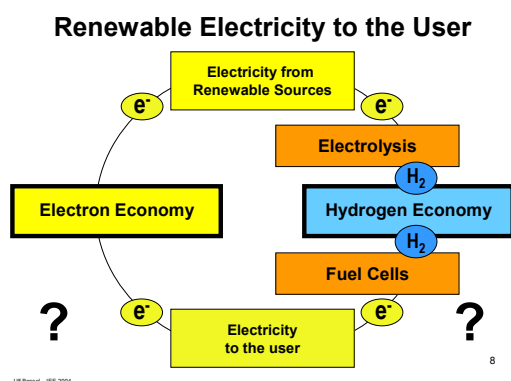 Renewable Electricity to the User
Electricity from
Renewable Sources
e-
e-
Electrolysis
H2
Electron Economy
Hydrogen Economy
H2
Fuel Cells
e-
e-
?
Electricity
to the user
?
8
2004